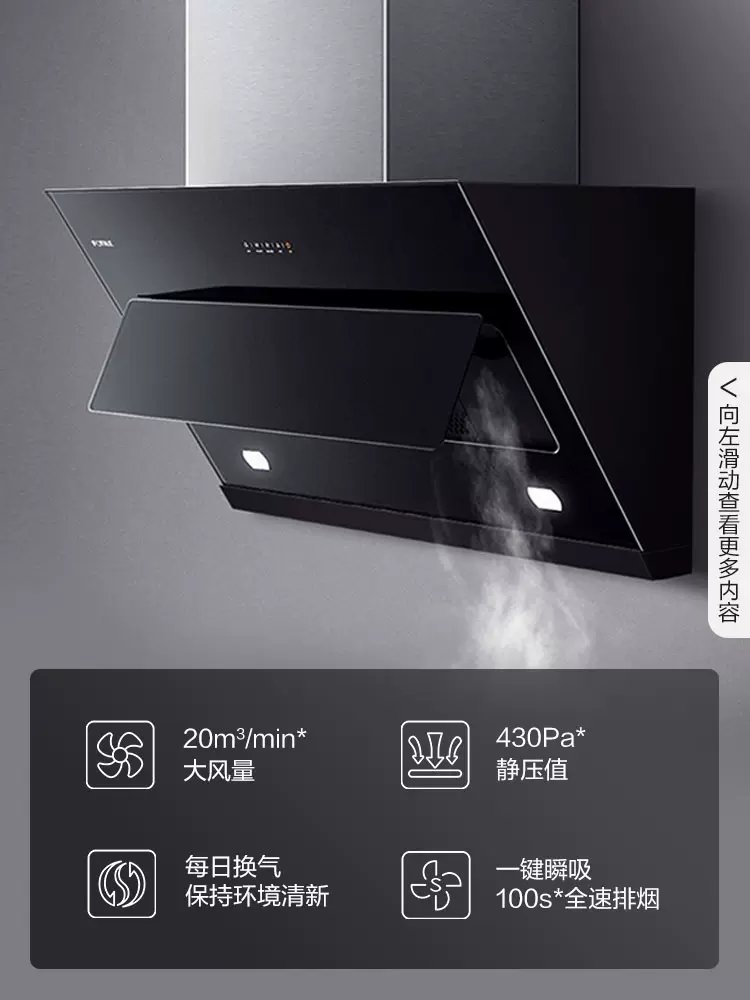 FOTILE
<
向左滑动查看更多内容
20m³/min*
大风量
430Pa*
静压值
每日换气
保持环境清新
一键瞬吸
100s*全速排烟